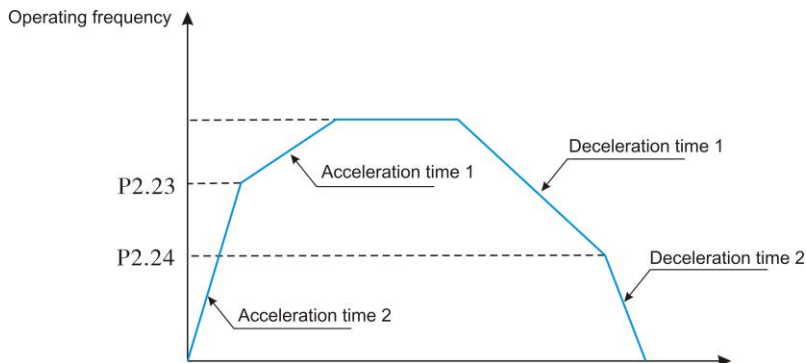 Operating frequency
Deceleration time 1
Acceleration time 1
P2.23
P2.24
Deceleration time 2
Acceleration time 2